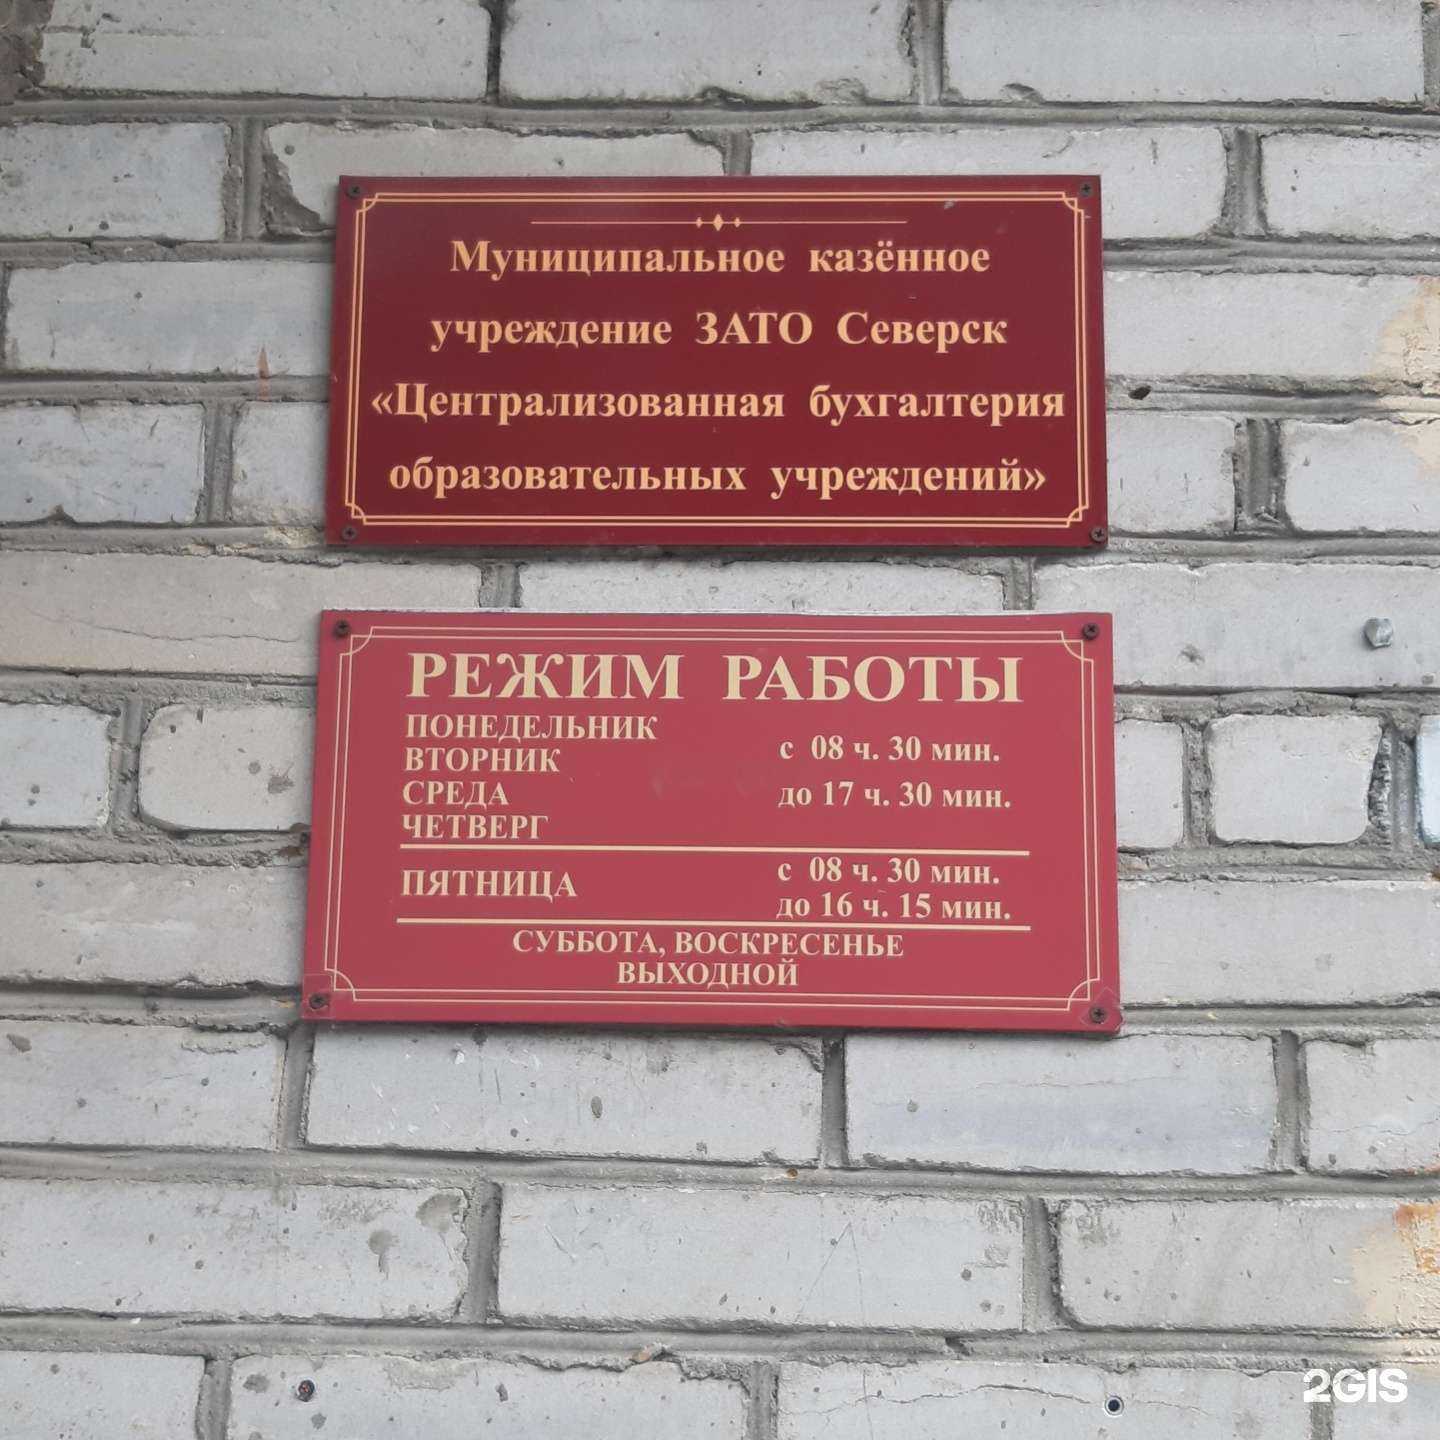 Муниципальное казённое
учреждение ЗАТО Северск
«Централизованная бухгалтерия
образовательных учреждений»
РЕЖИМ РАБОТЫ
ПОНЕДЕЛЬНИК
ВТОРНИК
СРЕДА
ЧЕТВЕРГ
с 08 ч. 30 мин.
до 17 ч. 30 мин.
ПЯТНИЦА
с 08 ч. 30 мин.
до 16 ч. 15 мин.
СУББОТА, ВОСКРЕСЕНЬЕ
ВЫХОДНОЙ
2GIS